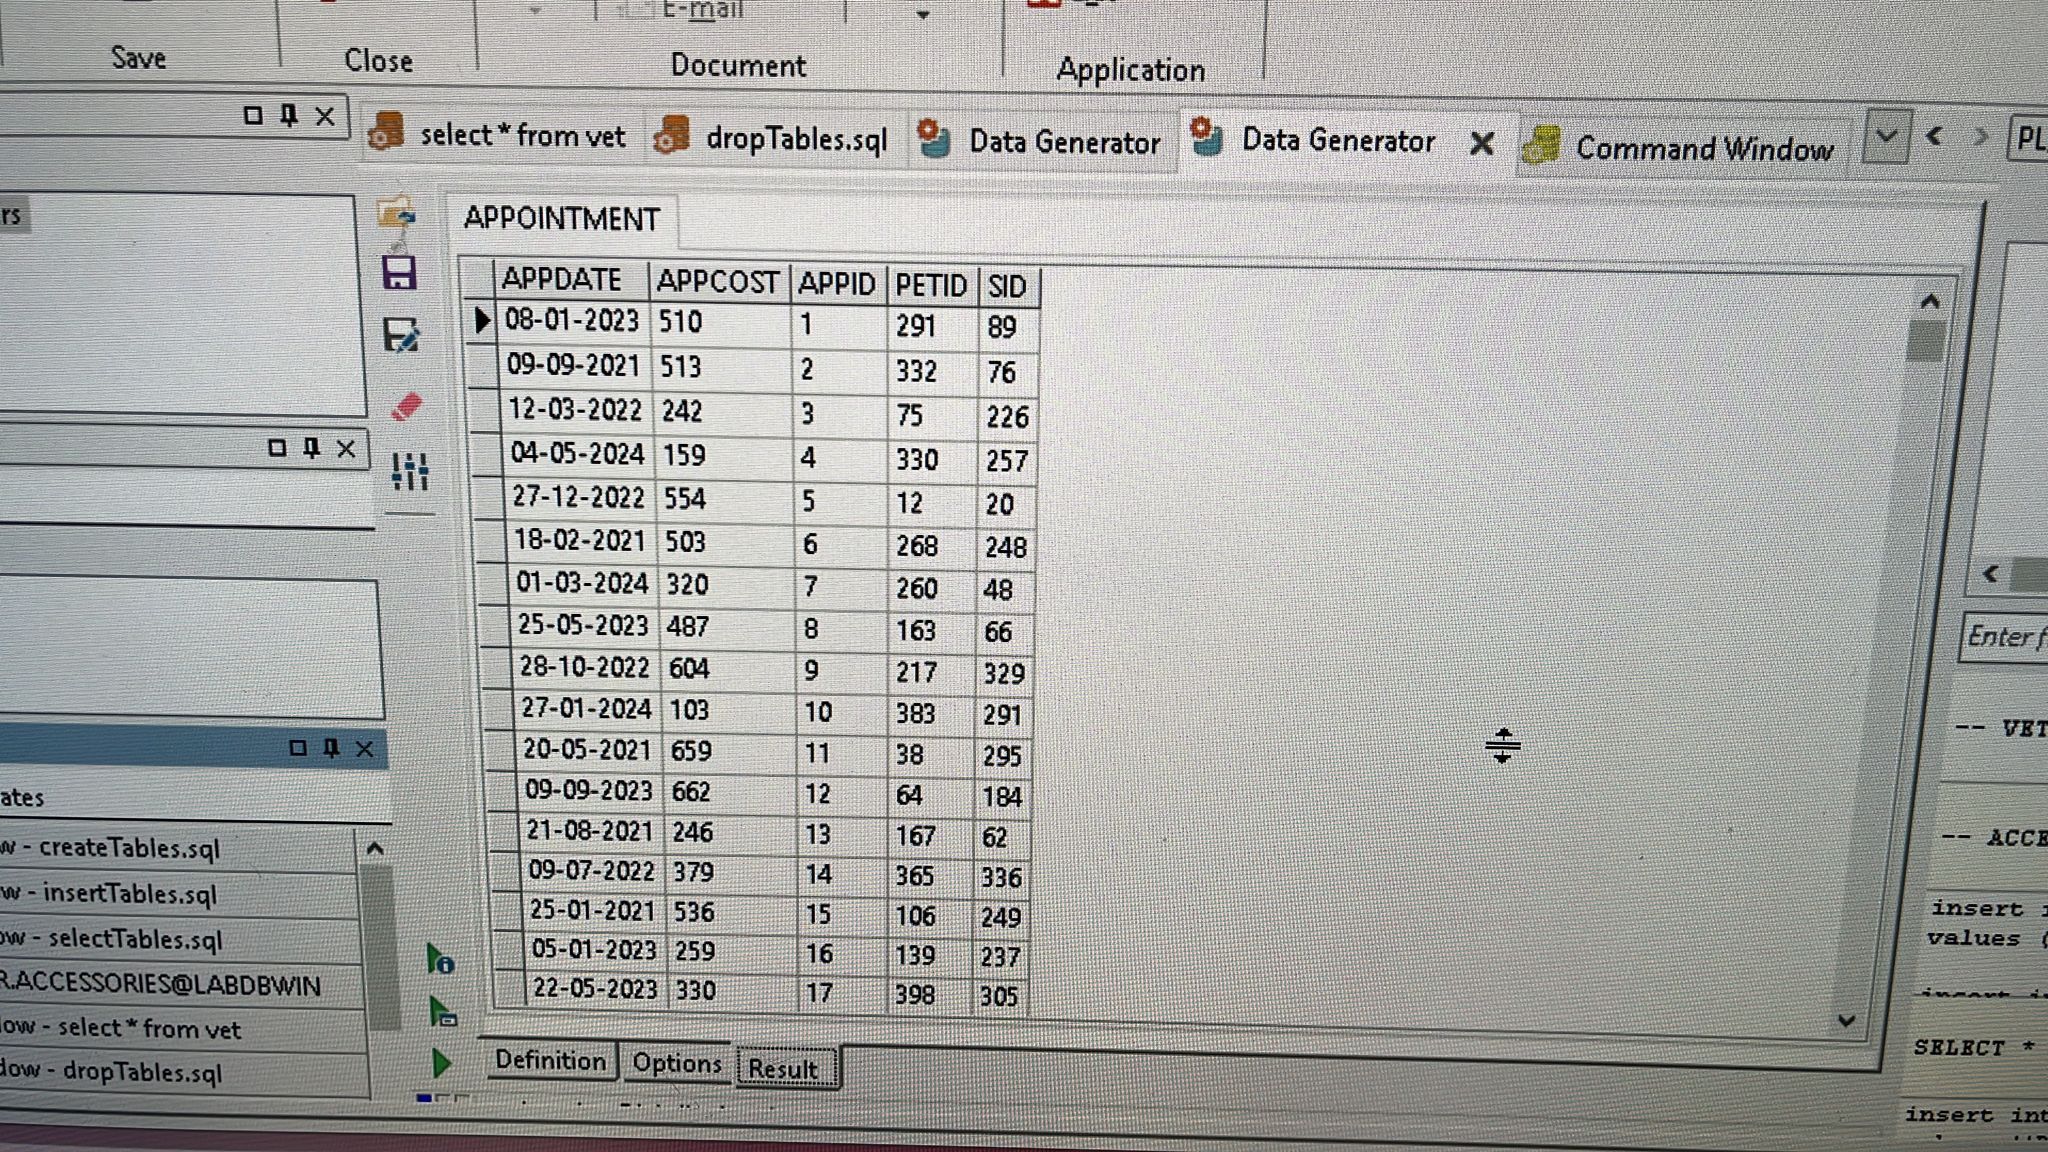 E-mail
Save Close Document Application
select * from vet dropTables.sql Data Generator Data Generator Command Window PL
rs
APPOINTMENT
APPDATE APPCOST APPID PETID SID
08-01-2023 510 1 291 89
09-09-2021 513 2 332 76
12-03-2022 242 3 75 226
04-05-2024 159 4 330 257
27-12-2022 554 5 12 20
18-02-2021 503 6 268 248
01-03-2024 320 7 260 48
25-05-2023 487 8 163 66
28-10-2022 604 9 217 329
27-01-2024 103 10 383 291
20-05-2021 659 11 38 295
09-09-2023 662 12 64 184
21-08-2021 246 13 167 62
09-07-2022 379 14 365 336
25-01-2021 536 15 106 249
05-01-2023 259 16 139 237
22-05-2023 330 17 398 305
Definition Options Result
ates
w - createTables.sql
w - insertTables.sql
ow - selectTables.sql
R.ACCESSORIES@LABDBWIN
ow - select * from vet
dow - dropTables.sql
Enter f
-- VET
-- ACCE
insert i
values (
SELECT *
insert int